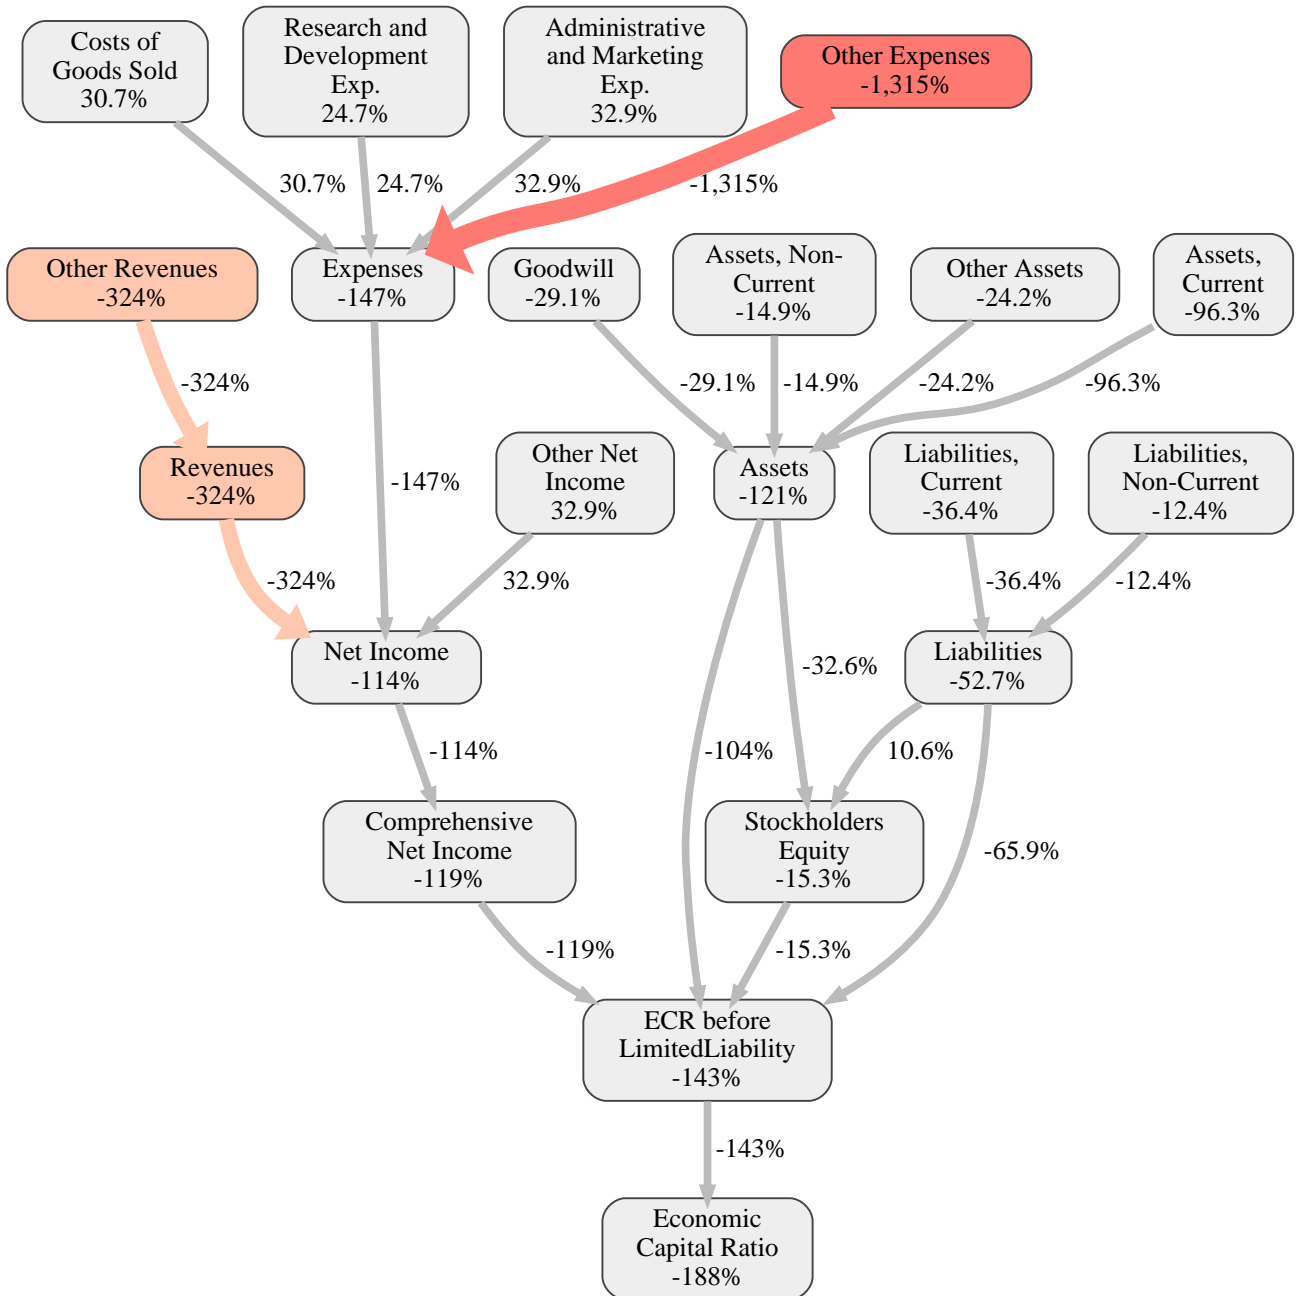 Costs of
Goods Sold
30.7%
Research and
Development
Exp.
24.7%
Administrative
and Marketing
Exp.
32.9%
Other Expenses
-1,315%
30.7%
24.7%
32.9%
-1,315%
Other Revenues
-324%
Expenses
-147%
Goodwill
-29.1%
Assets, Non-
Current
-14.9%
Other Assets
-24.2%
Assets,
Current
-96.3%
-324%
-29.1%
-14.9%
-24.2%
-96.3%
Revenues
-324%
-147%
Other Net
Income
32.9%
Assets
-121%
Liabilities,
Current
-36.4%
Liabilities,
Non-Current
-12.4%
-324%
32.9%
-36.4%
-12.4%
Net Income
-114%
-32.6%
Liabilities
-52.7%
-114%
-104%
10.6%
Comprehensive
Net Income
-119%
Stockholders
Equity
-15.3%
-65.9%
-119%
-15.3%
ECR before
LimitedLiability
-143%
-143%
Economic
Capital Ratio
-188%